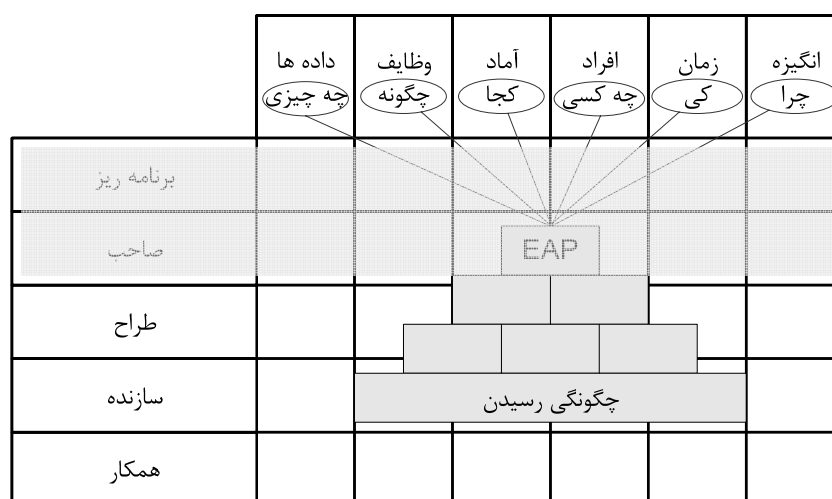 داده ها وظایف آماد افراد زمان انگیزه
چه چیزی چگونه کجا چه کسی کی چرا
برنامه ریز
صاحب
EAP
طراح
سازنده
چگونگی رسیدن
همکار